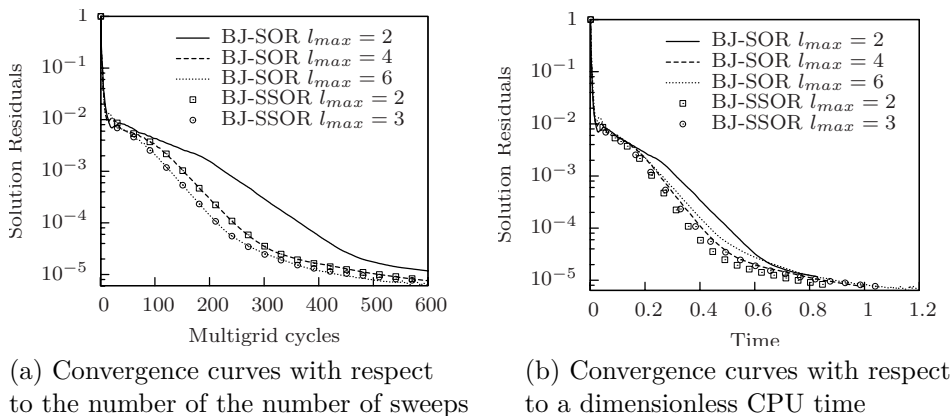 1
10^{-1}
10^{-2}
10^{-3}
10^{-4}
10^{-5}
Solution Residuals
0 100 200 300 400 500 600
Multigrid cycles
BJ-SOR l_{max} = 2
BJ-SOR l_{max} = 4
BJ-SOR l_{max} = 6
BJ-SSOR l_{max} = 2
BJ-SSOR l_{max} = 3
(a) Convergence curves with respect
to the number of the number of sweeps
1
10^{-1}
10^{-2}
10^{-3}
10^{-4}
10^{-5}
Solution Residuals
0 0.2 0.4 0.6 0.8 1 1.2
Time
BJ-SOR l_{max} = 2
BJ-SOR l_{max} = 4
BJ-SOR l_{max} = 6
BJ-SSOR l_{max} = 2
BJ-SSOR l_{max} = 3
(b) Convergence curves with respect
to a dimensionless CPU time